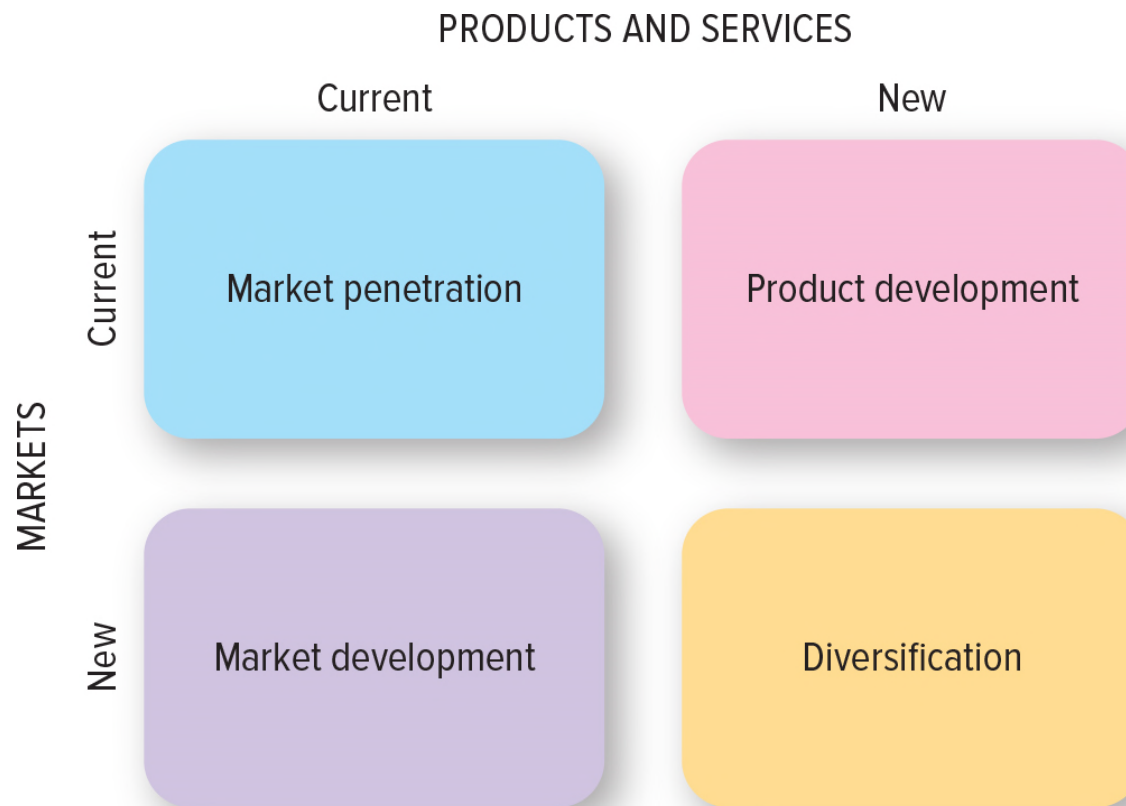 PRODUCTS AND SERVICES
Current
New
MARKETS
Current
Market penetration
Product development
New
Market development
Diversification